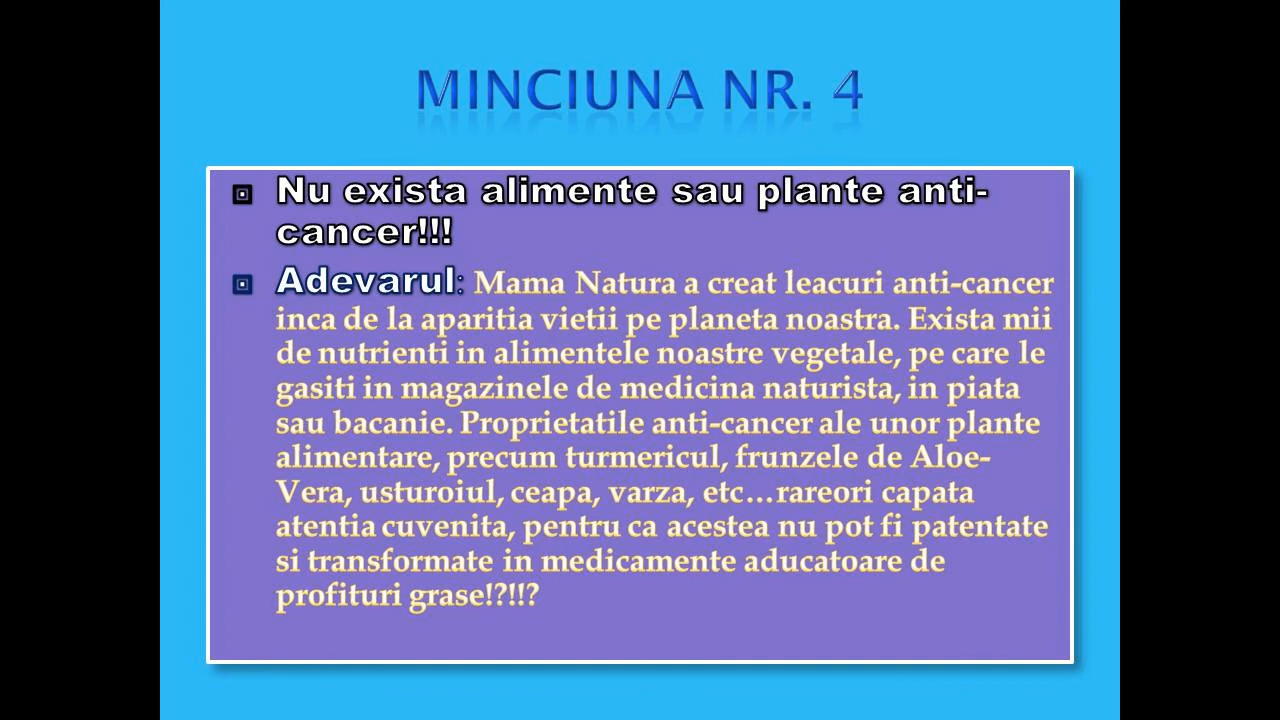 MINCIUNA NR. 4
Nu exista alimente sau plante anti-
cancer!!!
Adevarul: Mama Natura a creat leacuri anti-cancer
inca de la aparitia vietii pe planeta noastra. Exista mii
de nutrienti in alimentele noastre vegetale, pe care le
gasiti in magazinele de medicina naturista, in piata
sau bacanie. Proprietatile anti-cancer ale unor plante
alimentare, precum turmericul, frunzele de Aloe-
Vera, usturoiul, ceapa, varza, etc…rareori capata
atentia cuvenita, pentru ca acestea nu pot fi patentate
si transformate in medicamente aducatoare de
profituri grase!?!!?